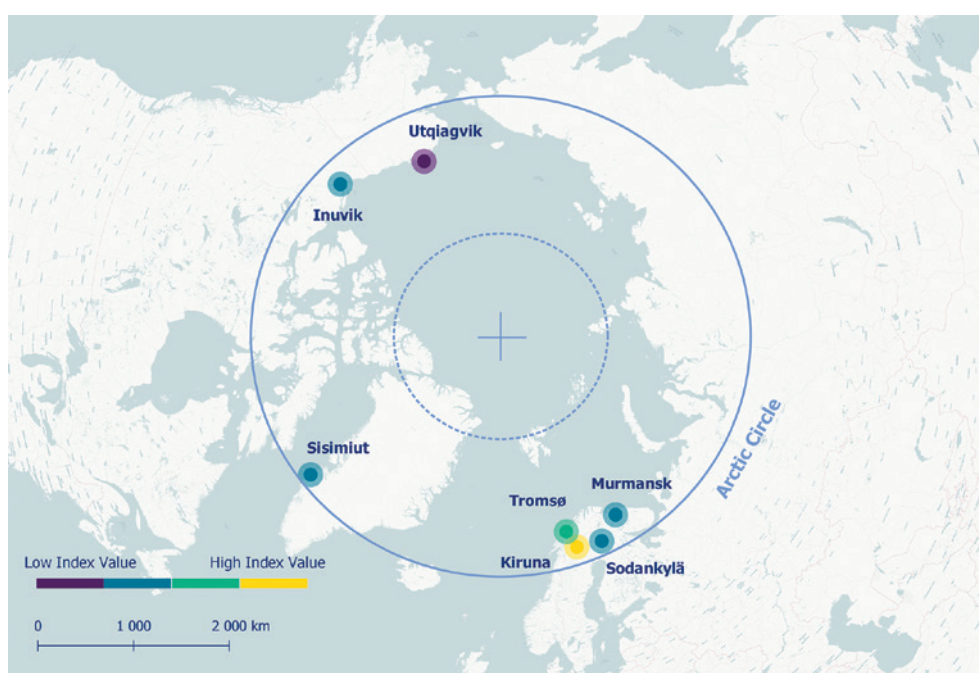 Utqiagvik
Inuvik
Sisimiut
Arctic Circle
Murmansk
Tromsø
Kiruna
Sodankylä
Low Index Value High Index Value
0 1 000 2 000 km